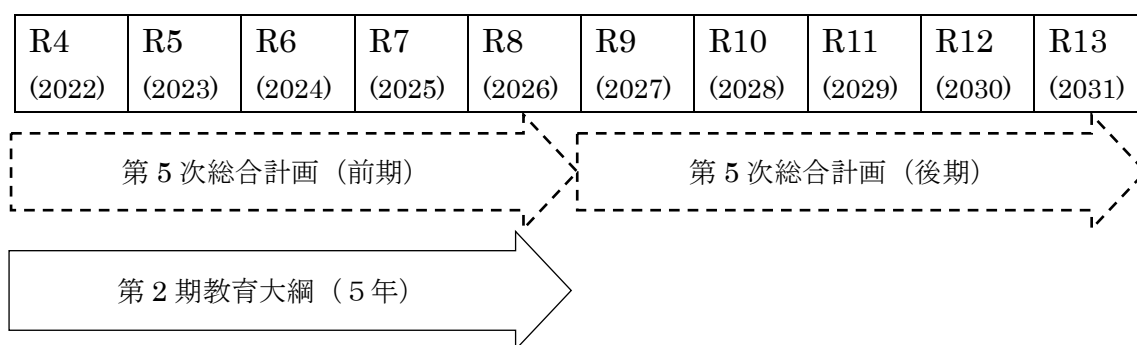 R4 R5 R6 R7 R8 R9 R10 R11 R12 R13
(2022) (2023) (2024) (2025) (2026) (2027) (2028) (2029) (2030) (2031)
第5次総合計画（前期） 第5次総合計画（後期）
第2期教育大綱（５年）